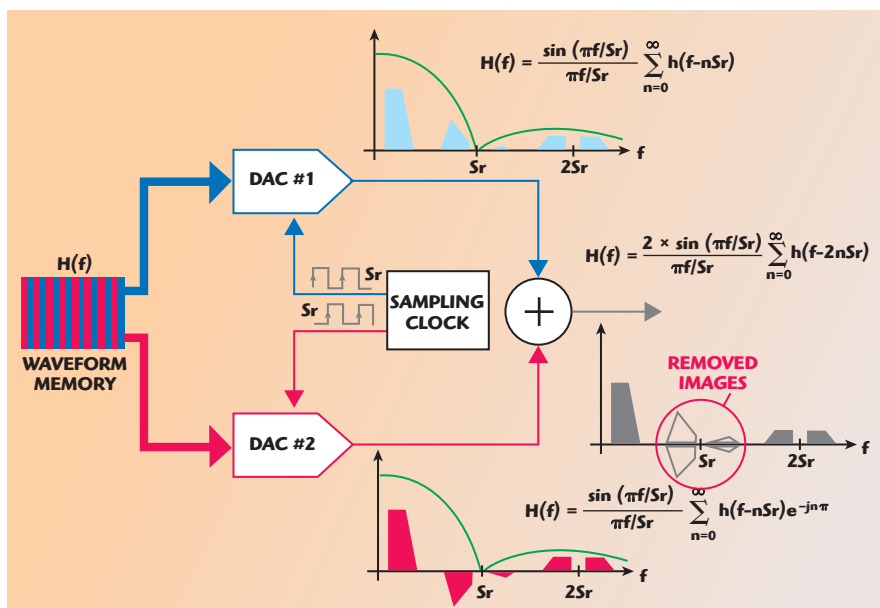 H(f) = sin (πf/Sr) / πf/Sr ∞ ∑ n=0 h(f-nSr)
Sr
2Sr
f
DAC #1
H(f)
WAVEFORM
MEMORY
Sr
Sr
SAMPLING
CLOCK
+
H(f) = 2 × sin (πf/Sr) / πf/Sr ∞ ∑ n=0 h(f-2nSr)
REMOVED
IMAGES
Sr
2Sr
f
DAC #2
H(f) = sin (πf/Sr) / πf/Sr ∞ ∑ n=0 h(f-nSr)e^-jnπ
Sr
2Sr
f